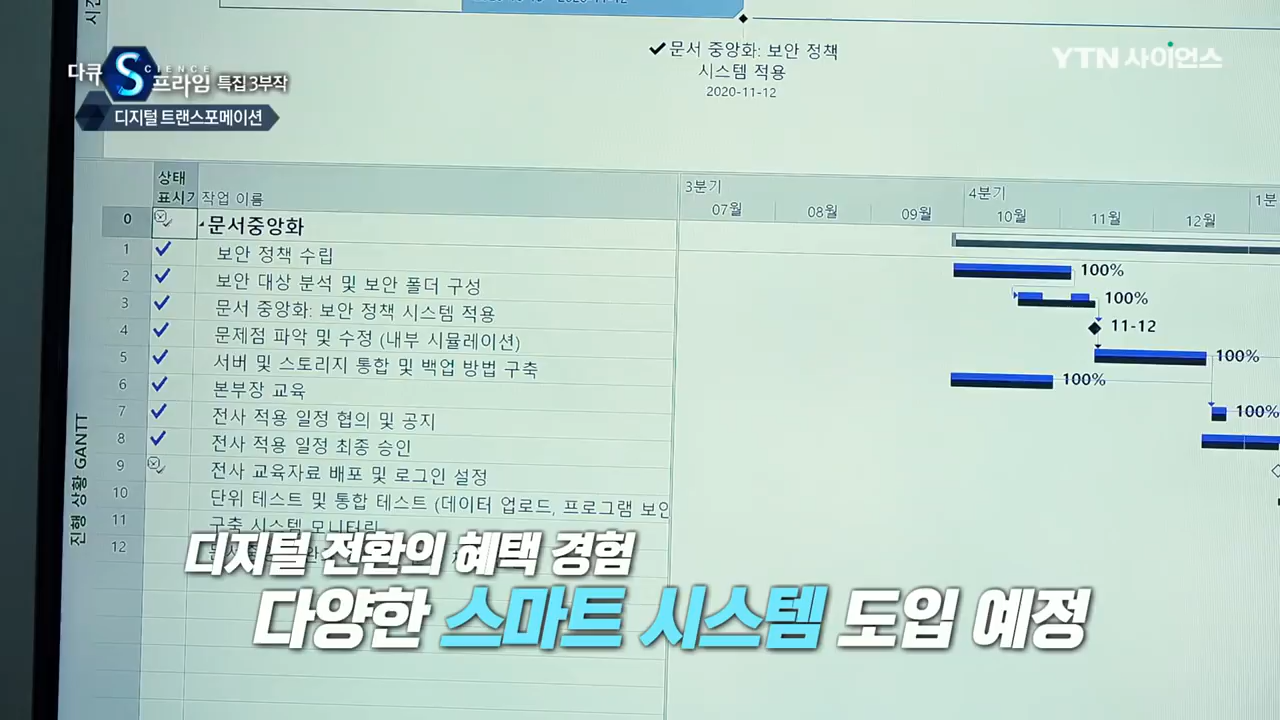 시간
문서 중앙화: 보안 정책
시스템 적용
2020-11-12
YTN 사이언스
다큐 S 프라임 특집 3부작
SCIENCE
디지털 트랜스포메이션
상태
표시기 작업 이름
3분기
4분기
1분
07월 08월 09월 10월 11월 12월
0 문서중앙화
1 보안 정책 수립
2 보안 대상 분석 및 보안 폴더 구성 100%
3 문서 중앙화: 보안 정책 시스템 적용 100%
4 문제점 파악 및 수정 (내부 시뮬레이션) 11-12
5 서버 및 스토리지 통합 및 백업 방법 구축 100%
6 본부장 교육 100%
7 전사 적용 일정 협의 및 공지 100%
8 전사 적용 일정 최종 승인
9 전사 교육자료 배포 및 로그인 설정
10 단위 테스트 및 통합 테스트 (데이터 업로드, 프로그램 보안
11 구축 시스템 모니터링
12
진행 상황 GANTT
디지털 전환의 혜택 경험
다양한 스마트 시스템 도입 예정